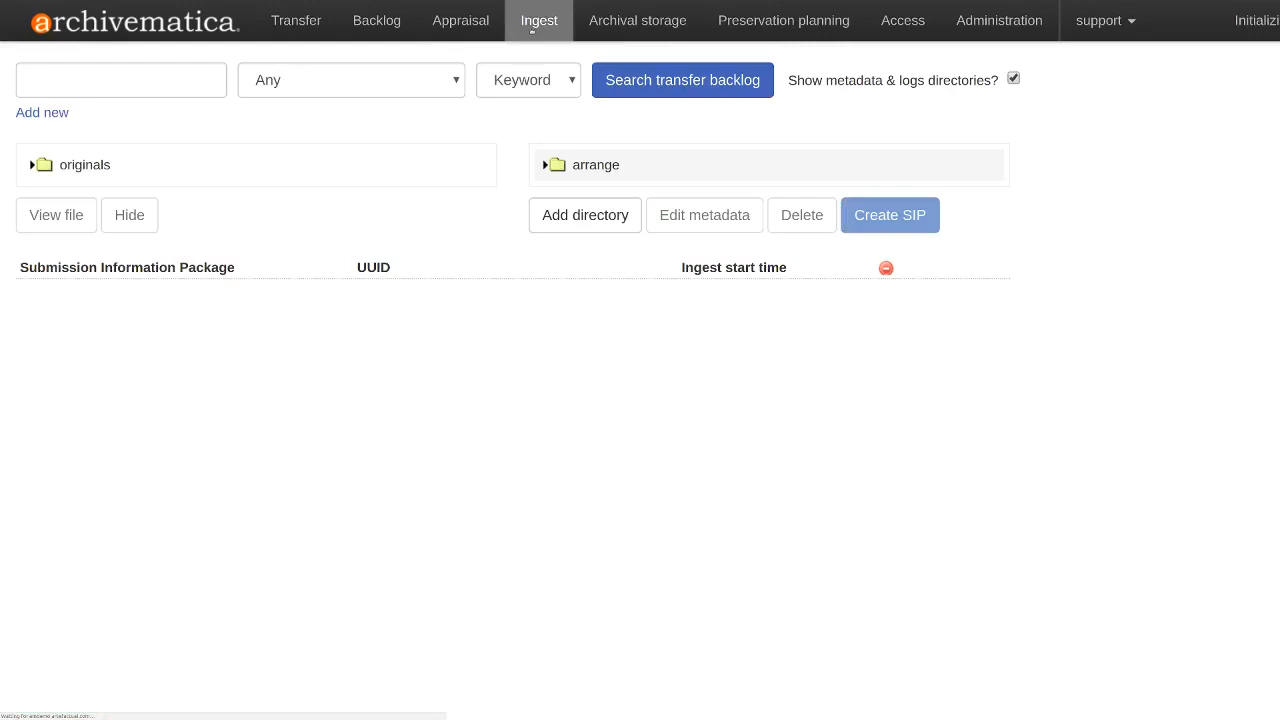 archivematica. Transfer Backlog Appraisal Ingest Archival storage Preservation planning Access Administration support Initializi
Any Keyword Search transfer backlog Show metadata & logs directories?
Add new
originals arrange
View file Hide Add directory Edit metadata Delete Create SIP
Submission Information Package UUID Ingest start time